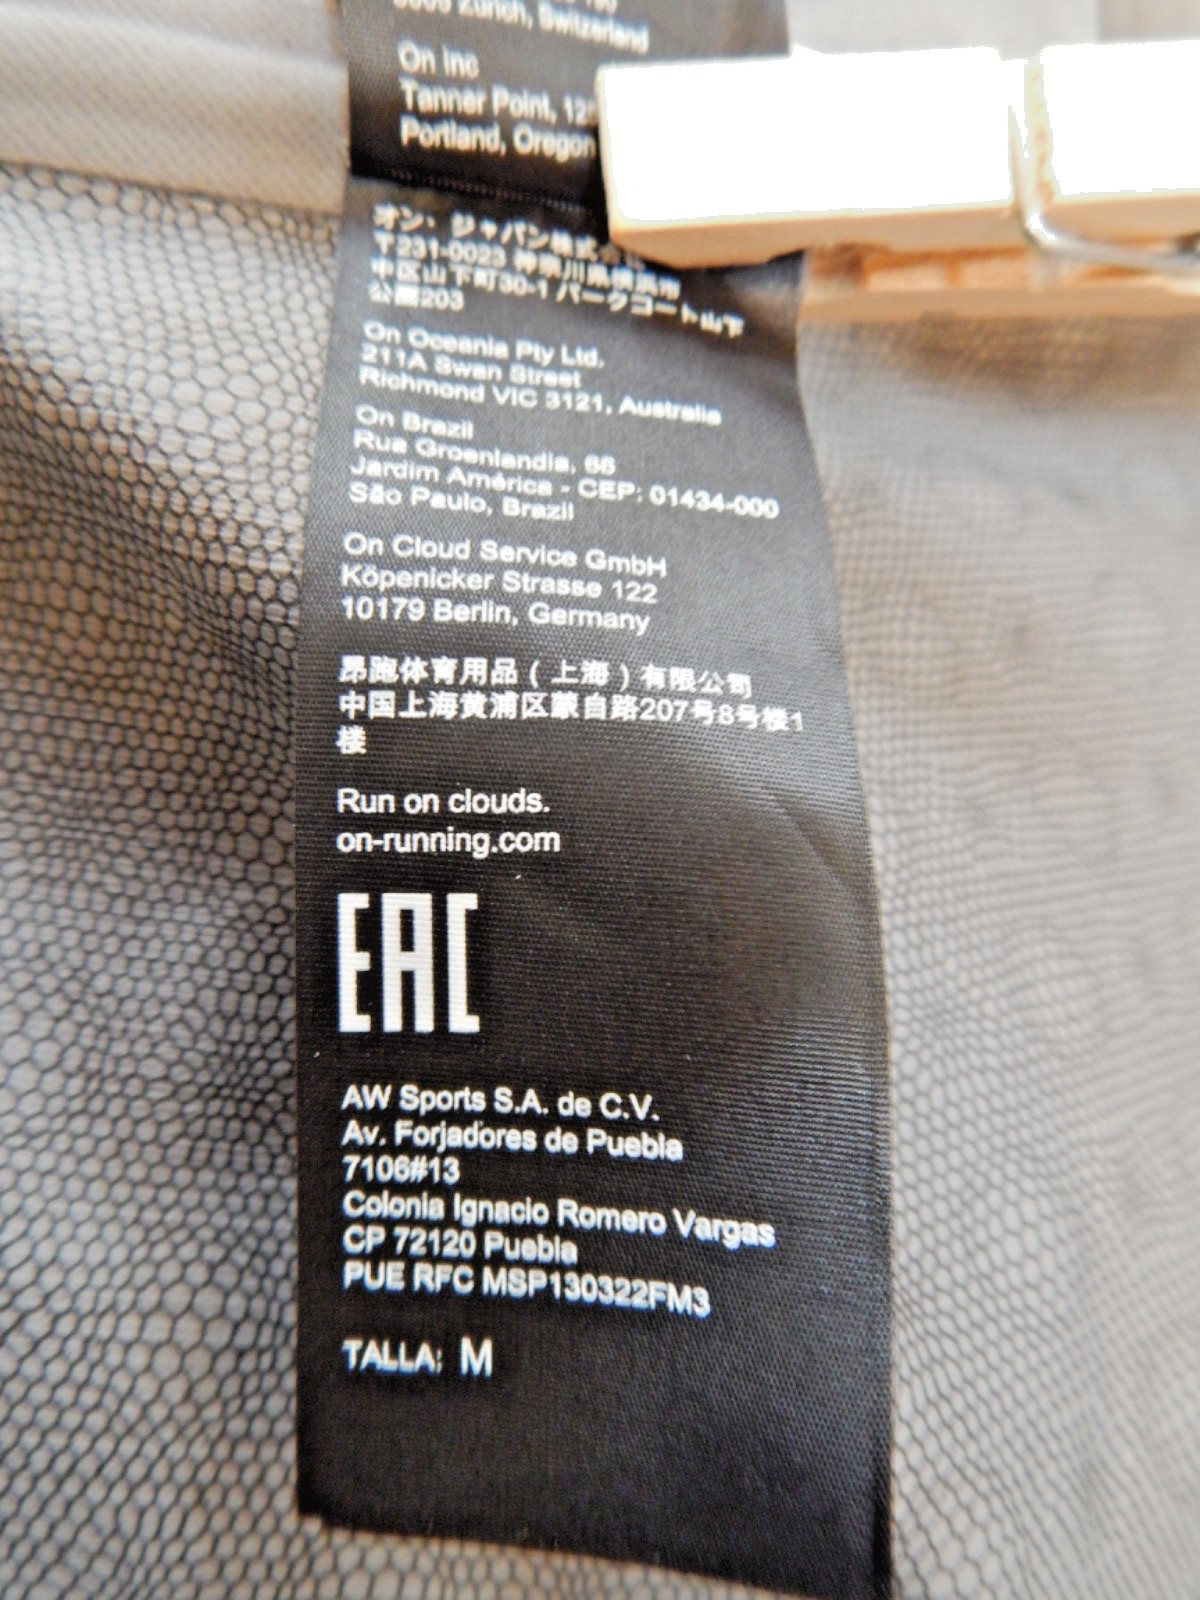 Zürich, Switzerland
On Inc
Tanner Point,
Portland, Oregon
オン・ジャパン株式会社
〒231-0023 神奈川県横浜市
中区山下町30-1 パークコート山下
公園203
On Oceania Pty Ltd.
211A Swan Street
Richmond VIC 3121, Australia
On Brazil
Rua Groenlandia, 66
Jardim América - CEP: 01434-000
São Paulo, Brazil
On Cloud Service GmbH
Köpenicker Strasse 122
10179 Berlin, Germany
昂跑体育用品（上海）有限公司
中国上海黄浦区蒙自路207号8号楼1
楼
Run on clouds.
on-running.com
EAC
AW Sports S.A. de C.V.
Av. Forjadores de Puebla
7106#13
Colonia Ignacio Romero Vargas
CP 72120 Puebla
PUE RFC MSP130322FM3
TALLA: M